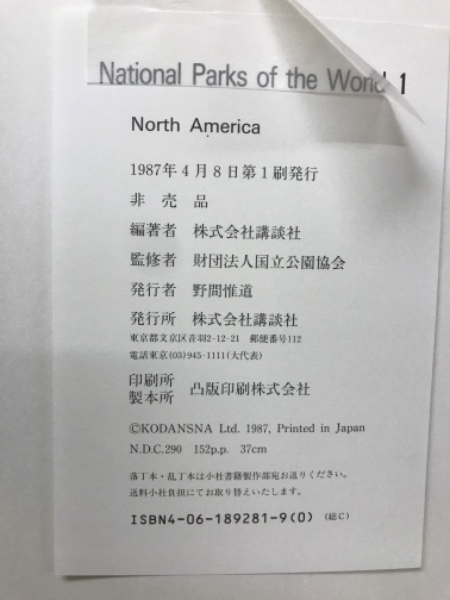 National Parks of the World 1
North America
1987年4月8日第1刷発行
非売品
編著者 株式会社講談社
監修者 財団法人国立公園協会
発行者 野間惟道
発行所 株式会社講談社
東京都文京区音羽2-12-21 郵便番号112
電話東京(03)945-1111(大代表)
印刷所
製本所 凸版印刷株式会社
©KODANSNA Ltd. 1987, Printed in Japan
N.D.C.290 152p.p. 37cm
落丁本・乱丁本は小社書籍製作部宛お送りください。
送料小社負担にてお取り替えいたします。
ISBN4-06-189281-9(0) (総C)